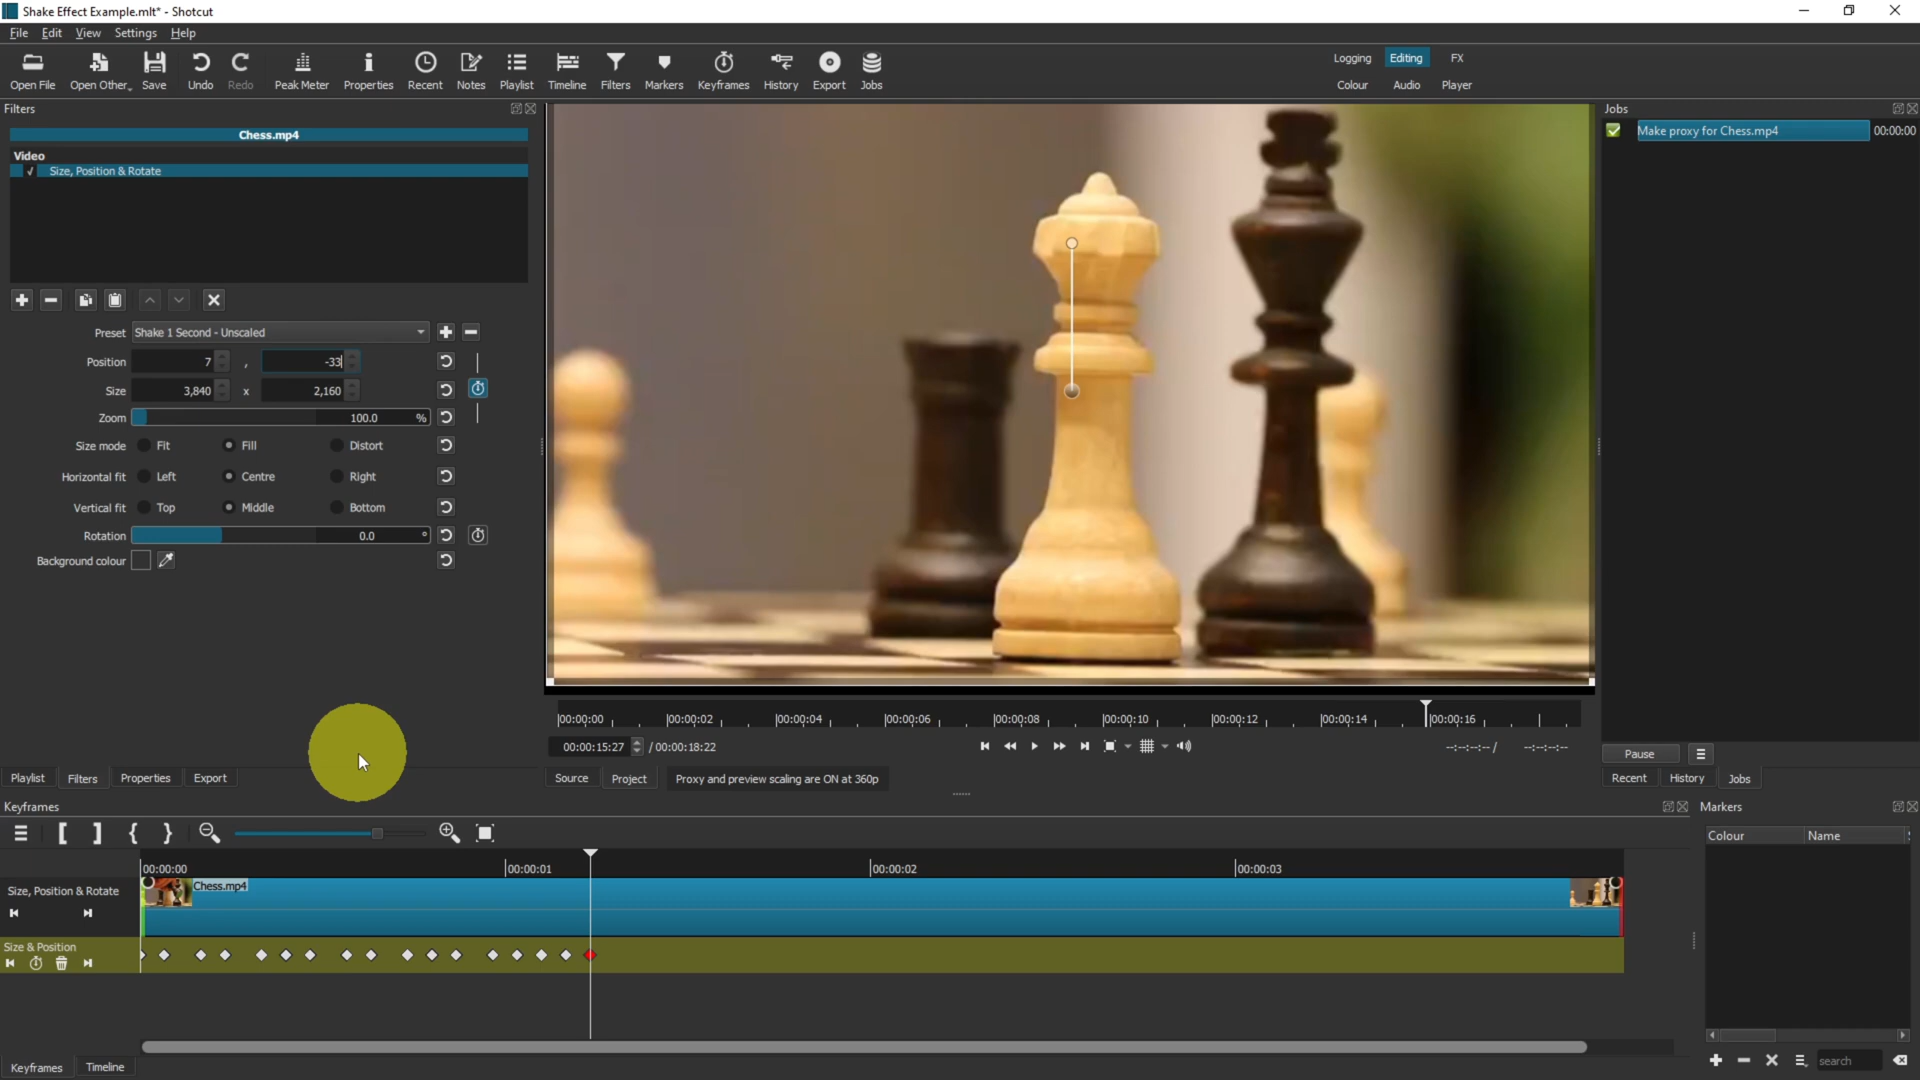 Shake Effect Example.mlt* - Shotcut
File Edit View Settings Help
Open File Open Other... Save Undo Redo Peak Meter Properties Recent Notes Playlist Timeline Filters Markers Keyframes History Export Jobs
Logging Editing FX
Colour Audio Player
Filters
Chess.mp4
Video
✓ Size, Position & Rotate
Preset Shake 1 Second - Unscaled
Position 7 , -33
Size 3,840 x 2,160
Zoom 100.0 %
Size mode Fit Fill Distort
Horizontal fit Left Centre Right
Vertical fit Top Middle Bottom
Rotation 0.0 °
Background colour
Playlist Filters Properties Export
00:00:00 00:00:02 00:00:04 00:00:06 00:00:08 00:00:10 00:00:12 00:00:14 00:00:16
00:00:15:27 / 00:00:18:22
--:--:--:-- / --:--:--:--
Source Project Proxy and preview scaling are ON at 360p
Jobs
Make proxy for Chess.mp4 00:00:00
Pause
Recent History Jobs
Keyframes
00:00:00 00:00:01 00:00:02 00:00:03
Size, Position & Rotate
Chess.mp4
Size & Position
Keyframes Timeline
Markers
Colour Name
search